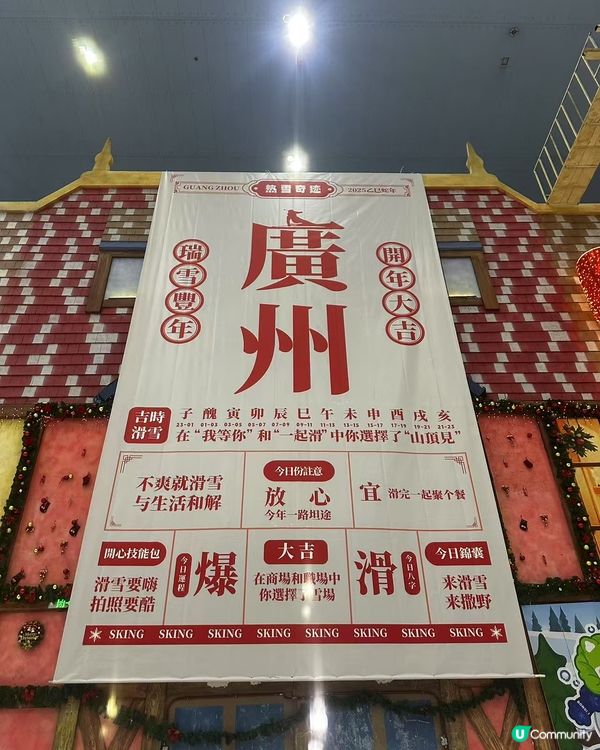 GUANG ZHOU 热雪奇迹 2025乙巳蛇年
廣州
瑞雪豐年
開年大吉
吉時滑雪
子 醜 寅 卯 辰 巳 午 未 申 酉 戌 亥
23-01 01-03 03-05 05-07 07-09 09-11 11-13 13-15 15-17 17-19 19-21 21-23
在“我等你”和“一起滑”中你選擇了“山頂見”
不爽就滑雪
与生活和解
今日份註意
放心
今年一路坦途
宜 滑完一起聚个餐
開心技能包
滑雪要嗨
拍照要酷
今日運程
爆
大吉
在商場和職場中
你選擇了雪場
滑
今日八字
今日錦囊
来滑雪
来撒野
SKING SKING SKING SKING SKING SKING SKING SKING
U Community